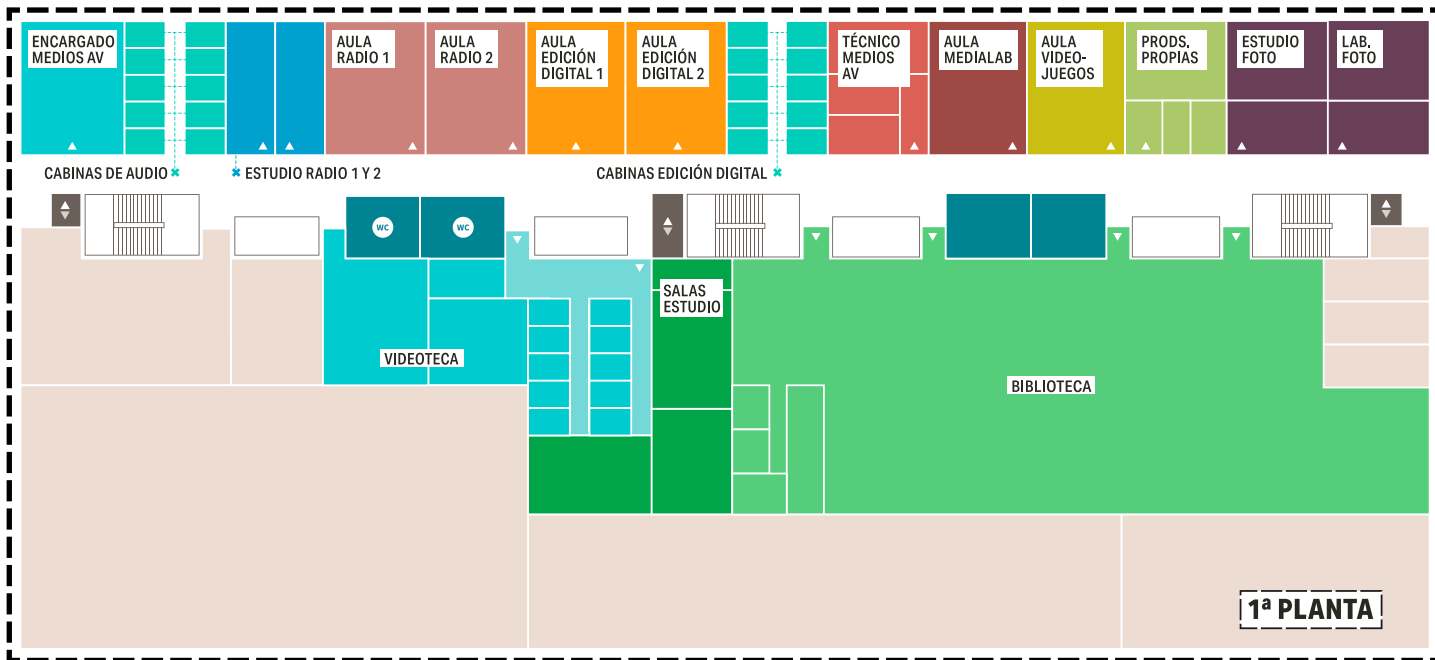 ENCARGADO
MEDIOS AV
AULA
RADIO 1
AULA
RADIO 2
AULA
EDICIÓN
DIGITAL 1
AULA
EDICIÓN
DIGITAL 2
TÉCNICO
MEDIOS
AV
AULA
MEDIALAB
AULA
VIDEO-
JUEGOS
PRODS.
PROPIAS
ESTUDIO
FOTO
LAB.
FOTO
CABINAS DE AUDIO
ESTUDIO RADIO 1 Y 2
CABINAS EDICIÓN DIGITAL
WC
WC
SALAS
ESTUDIO
VIDEOTECA
BIBLIOTECA
1ª PLANTA